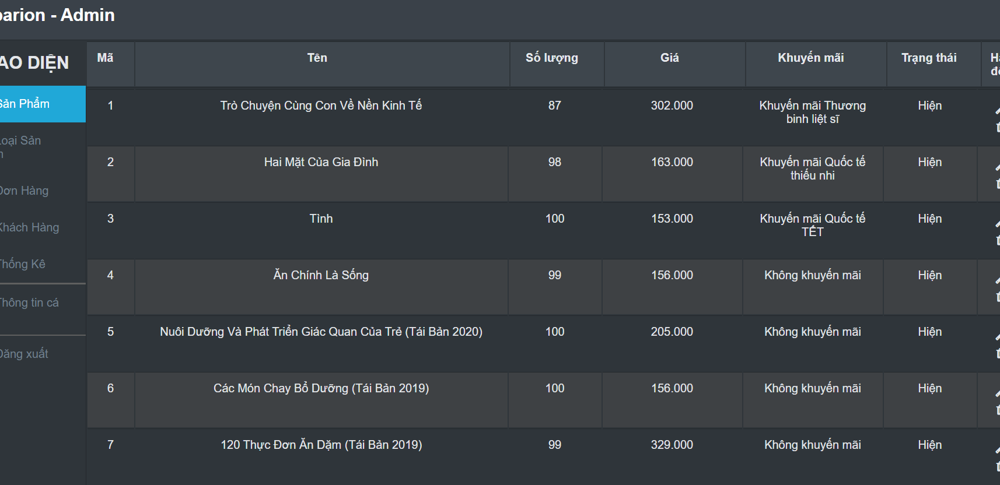 arion - Admin
AO DIỆN
Sản Phẩm
Loại Sản
Đơn Hàng
Khách Hàng
Thống Kê
Thông tin cá
Đăng xuất
Mã Tên Số lượng Giá Khuyến mãi Trạng thái
1 Trò Chuyện Cùng Con Về Nền Kinh Tế 87 302.000 Khuyến mãi Thương Hiện
binh liệt sĩ
2 Hai Mặt Của Gia Đình 98 163.000 Khuyến mãi Quốc tế Hiện
thiếu nhi
3 Tình 100 153.000 Khuyến mãi Quốc tế Hiện
TẾT
4 Ăn Chính Là Sống 99 156.000 Không khuyến mãi Hiện
5 Nuôi Dưỡng Và Phát Triển Giác Quan Của Trẻ (Tái Bản 2020) 100 205.000 Không khuyến mãi Hiện
6 Các Món Chay Bổ Dưỡng (Tái Bản 2019) 100 156.000 Không khuyến mãi Hiện
7 120 Thực Đơn Ăn Dặm (Tái Bản 2019) 99 329.000 Không khuyến mãi Hiện